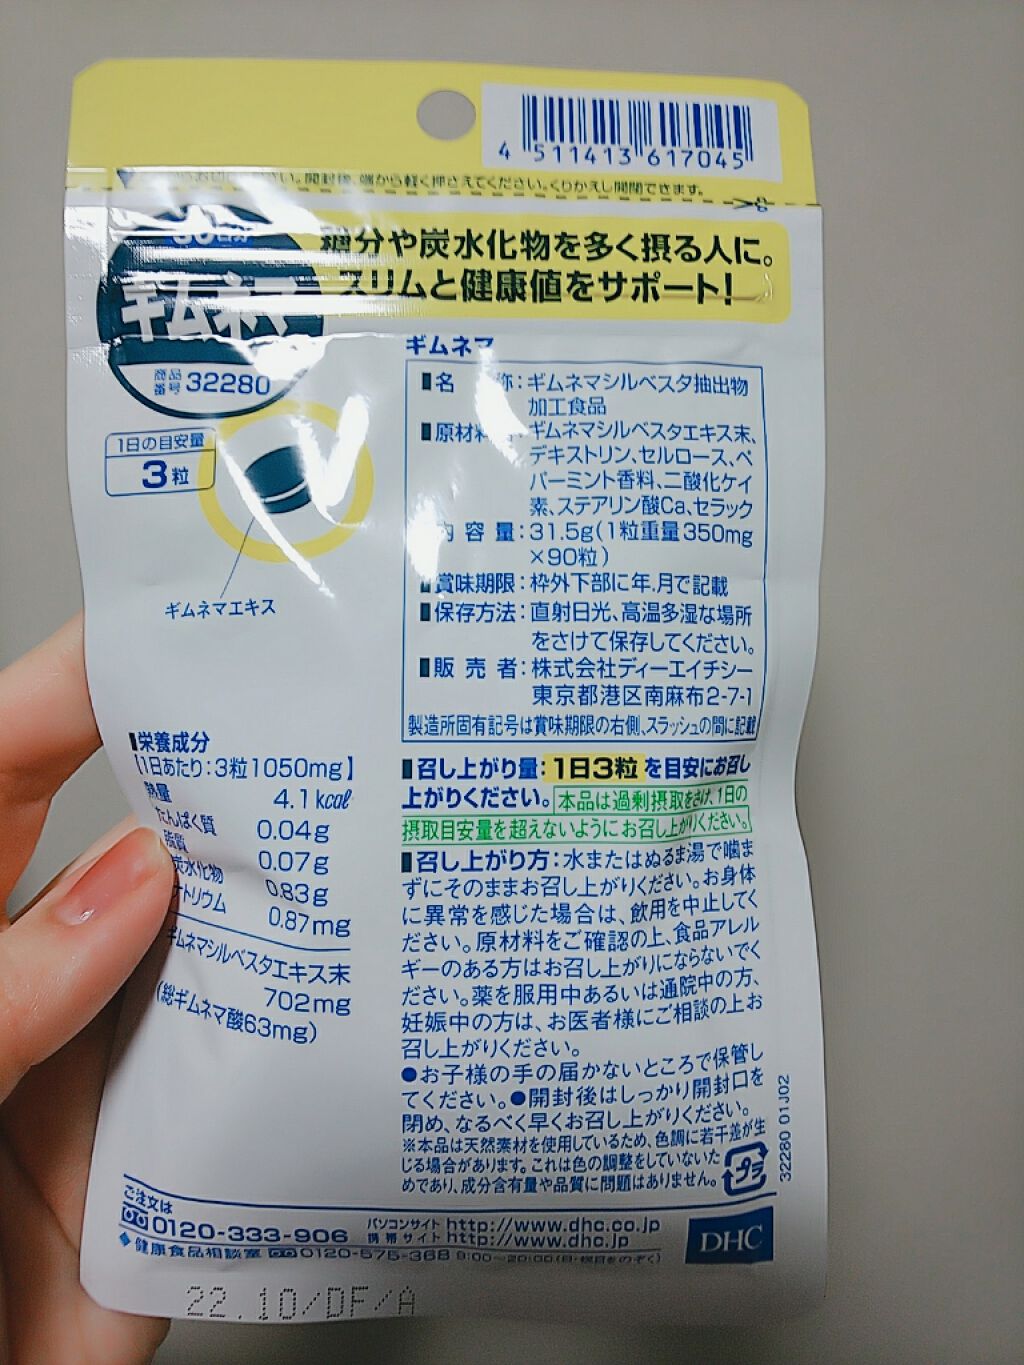 4 511413 617045
開封後、端から軽く押さえてください。くりかえし開閉できます。
糖分や炭水化物を多く摂る人に。
スリムと健康値をサポート!
ギムネマ
商品番号 32280
1日の目安量
3粒
ギムネマエキス
ギムネマ
■名 称:ギムネマシルベスタ抽出物
加工食品
■原材料 :ギムネマシルベスタエキス末、
デキストリン、セルロース、ペ
パーミント香料、二酸化ケイ
素、ステアリン酸Ca、セラック
内容量:31.5g(1粒重量350mg
×90粒)
■賞味期限:枠外下部に年.月で記載
■保存方法:直射日光、高温多湿な場所
をさけて保存してください。
■販売者:株式会社ディーエイチシー
東京都港区南麻布2-7-1
製造所固有記号は賞味期限の右側、スラッシュの間に記載
■栄養成分
【1日あたり:3粒1050mg】
熱量 4.1kcal
たんぱく質 0.04g
脂質 0.07g
炭水化物 0.83g
ナトリウム 0.87mg
ギムネマシルベスタエキス末
702mg
(総ギムネマ酸63mg)
■召し上がり量:1日3粒を目安にお召し
上がりください。本品は過剰摂取をさけ、1日の
摂取目安量を超えないようにお召し上がりください。
■召し上がり方:水またはぬるま湯で噛ま
ずにそのままお召し上がりください。お身体
に異常を感じた場合は、飲用を中止してく
ださい。原材料をご確認の上、食品アレル
ギーのある方はお召し上がりにならないでく
ださい。薬を服用中あるいは通院中の方、
妊娠中の方は、お医者様にご相談の上お
召し上がりください。
●お子様の手の届かないところで保管し
てください。●開封後はしっかり開封口を
閉め、なるべく早くお召し上がりください。
※本品は天然素材を使用しているため、色調に若干差が生
じる場合があります。これは色の調整をしていないた
めであり、成分含有量や品質に問題はありません。
プラ
32280 01J02
ご注文は
0120-333-906 パソコンサイト http://www.dhc.co.jp
携帯サイト http://www.dhc.jp
◆健康食品相談室 0120-575-368 9:00~20:00(日・祝日をのぞく)
DHC
22.10/DF/A